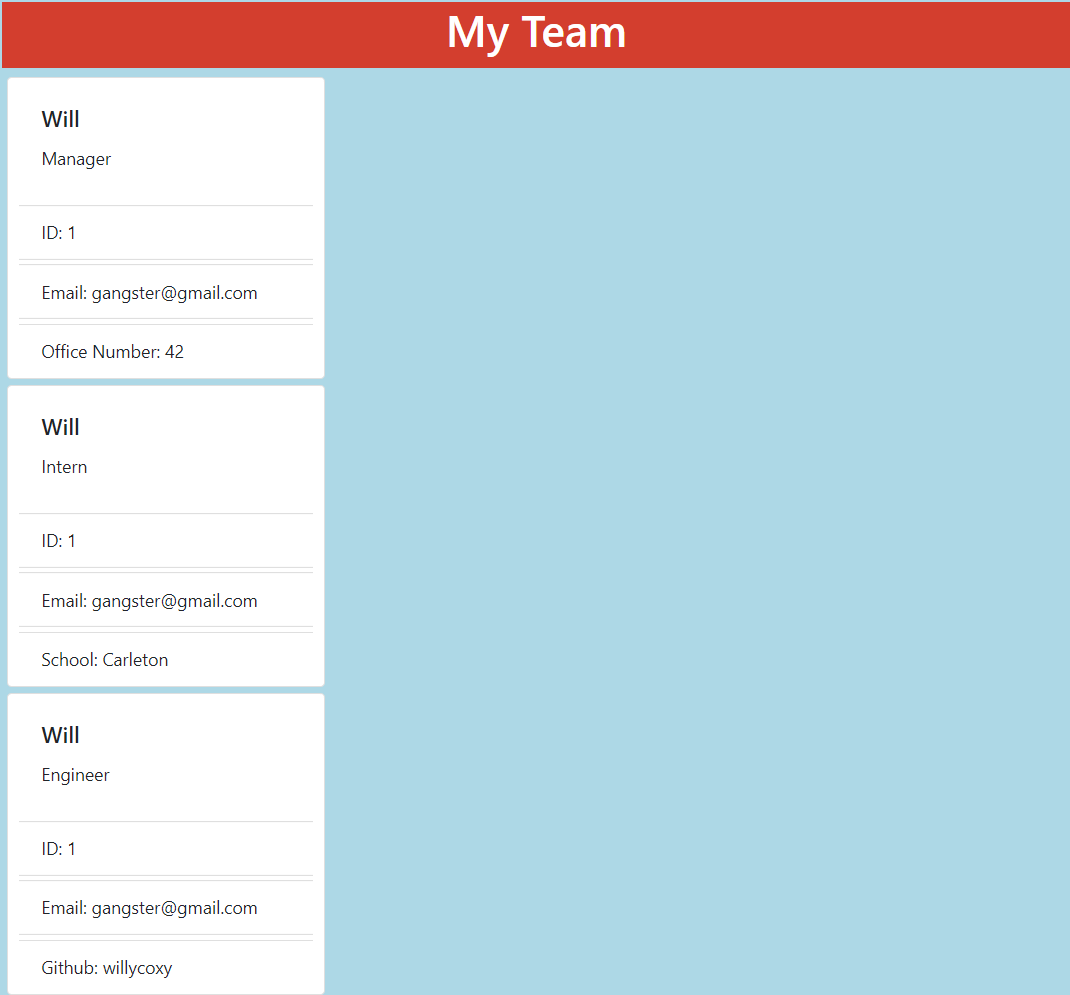 My Team
Will
Manager
ID: 1
Email: gangster@gmail.com
Office Number: 42
Will
Intern
ID: 1
Email: gangster@gmail.com
School: Carleton
Will
Engineer
ID: 1
Email: gangster@gmail.com
Github: willycoxy